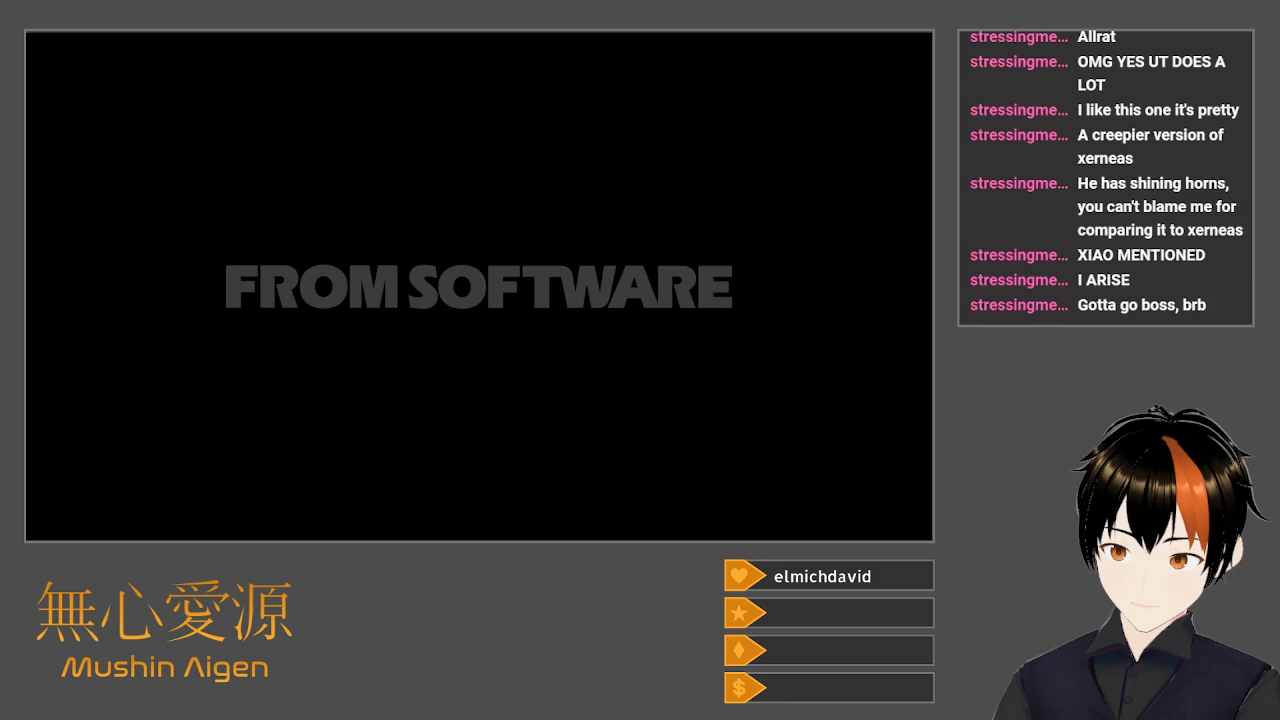 FROM SOFTWARE
stressingme... Allrat
stressingme... OMG YES UT DOES A
LOT
stressingme... I like this one it's pretty
stressingme... A creepier version of
xerneas
stressingme... He has shining horns,
you can't blame me for
comparing it to xerneas
stressingme... XIAO MENTIONED
stressingme... I ARISE
stressingme... Gotta go boss, brb
elmichdavid
$
無心愛源
Mushin Aigen